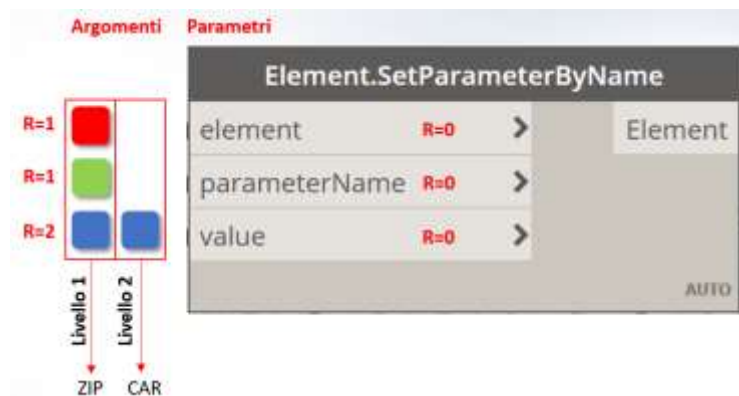 Argomenti Parametri
Element.SetParameterByName
R=1 element R=0 Element
R=1 parameterName R=0
R=2 value R=0
AUTO
Livello 1 Livello 2
ZIP CAR